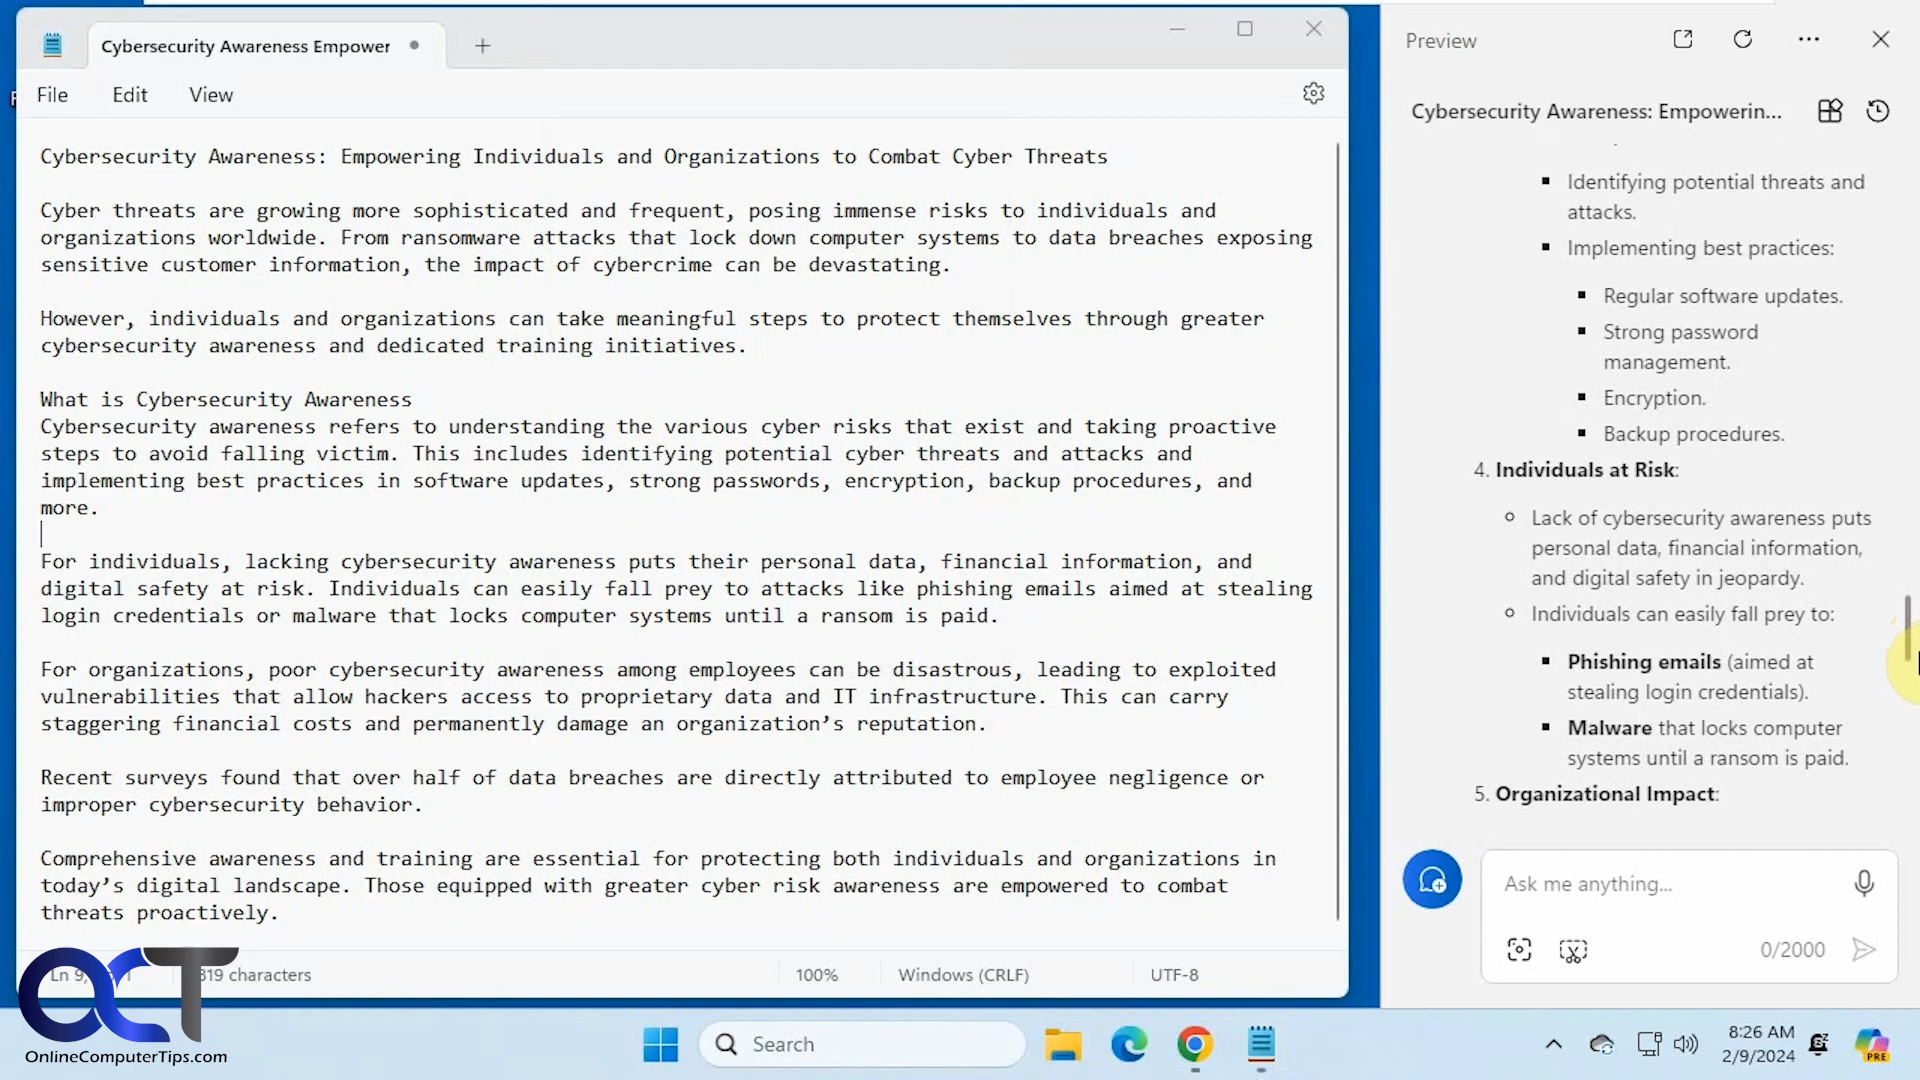 Cybersecurity Awareness Empower
File Edit View
Cybersecurity Awareness: Empowering Individuals and Organizations to Combat Cyber Threats
Cyber threats are growing more sophisticated and frequent, posing immense risks to individuals and
organizations worldwide. From ransomware attacks that lock down computer systems to data breaches exposing
sensitive customer information, the impact of cybercrime can be devastating.
However, individuals and organizations can take meaningful steps to protect themselves through greater
cybersecurity awareness and dedicated training initiatives.
What is Cybersecurity Awareness
Cybersecurity awareness refers to understanding the various cyber risks that exist and taking proactive
steps to avoid falling victim. This includes identifying potential cyber threats and attacks and
implementing best practices in software updates, strong passwords, encryption, backup procedures, and
more.
For individuals, lacking cybersecurity awareness puts their personal data, financial information, and
digital safety at risk. Individuals can easily fall prey to attacks like phishing emails aimed at stealing
login credentials or malware that locks computer systems until a ransom is paid.
For organizations, poor cybersecurity awareness among employees can be disastrous, leading to exploited
vulnerabilities that allow hackers access to proprietary data and IT infrastructure. This can carry
staggering financial costs and permanently damage an organization’s reputation.
Recent surveys found that over half of data breaches are directly attributed to employee negligence or
improper cybersecurity behavior.
Comprehensive awareness and training are essential for protecting both individuals and organizations in
today’s digital landscape. Those equipped with greater cyber risk awareness are empowered to combat
threats proactively.
Ln 9, 819 characters 100% Windows (CRLF) UTF-8
Preview
Cybersecurity Awareness: Empowerin...
▪ Identifying potential threats and
attacks.
▪ Implementing best practices:
▪ Regular software updates.
▪ Strong password
management.
▪ Encryption.
▪ Backup procedures.
4. Individuals at Risk:
○ Lack of cybersecurity awareness puts
personal data, financial information,
and digital safety in jeopardy.
○ Individuals can easily fall prey to:
▪ Phishing emails (aimed at
stealing login credentials).
▪ Malware that locks computer
systems until a ransom is paid.
5. Organizational Impact:
Ask me anything...
0/2000
OCT
OnlineComputerTips.com
Search
8:26 AM
2/9/2024
PRE